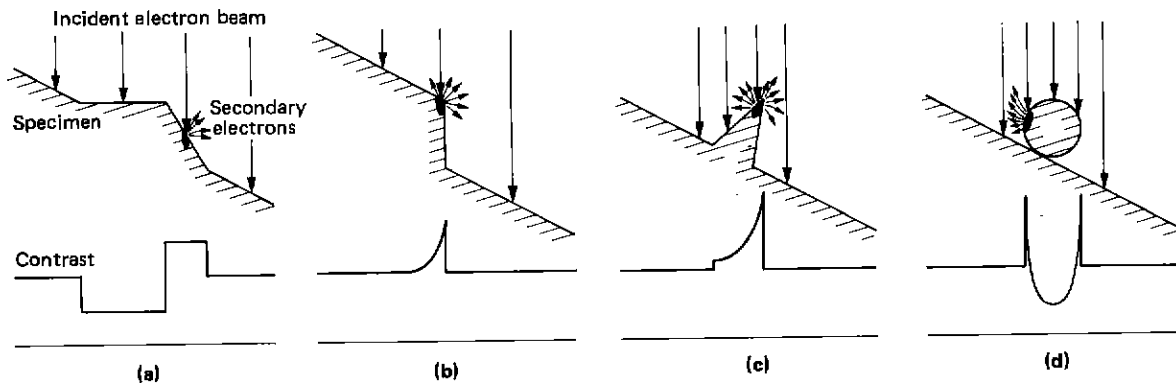 Incident electron beam
Secondary
electrons
Specimen
Contrast
(a)
(b)
(c)
(d)